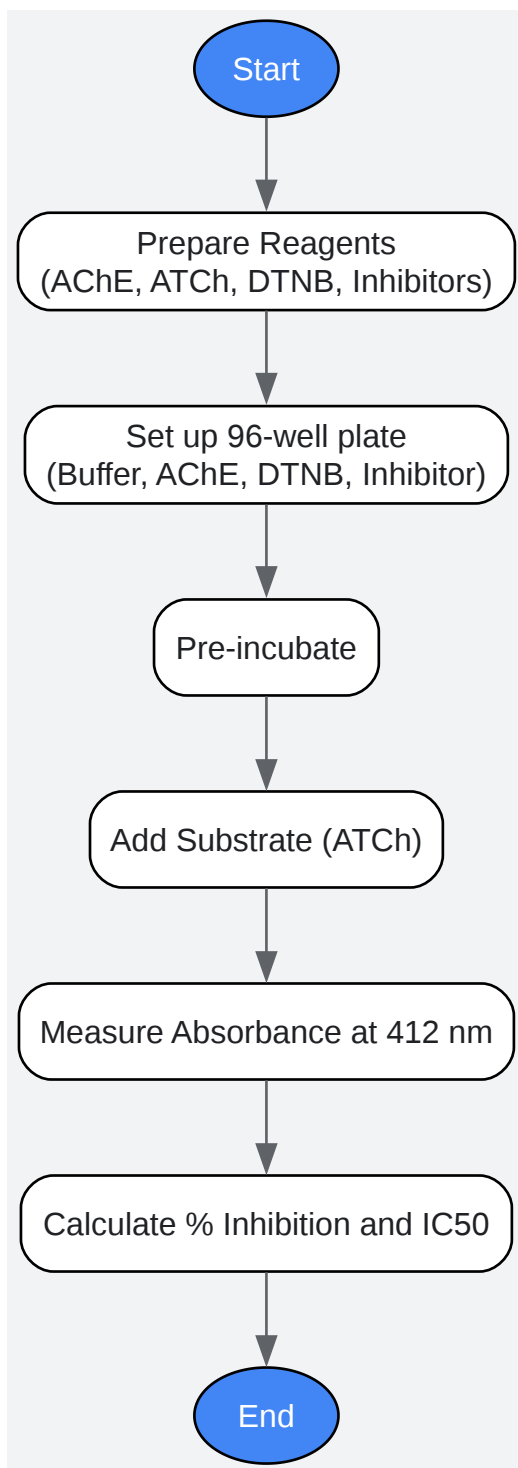 Start
Prepare Reagents
(AChE, ATCh, DTNB, Inhibitors)
Set up 96-well plate
(Buffer, AChE, DTNB, Inhibitor)
Pre-incubate
Add Substrate (ATCh)
Measure Absorbance at 412 nm
Calculate % Inhibition and IC50
End